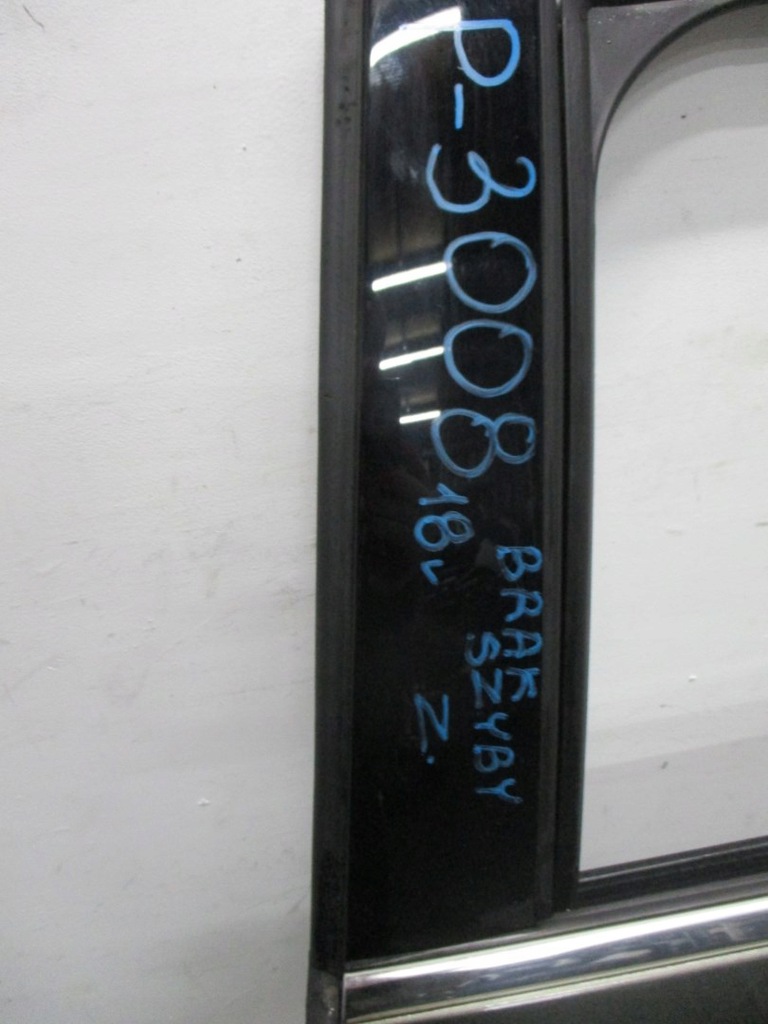 P-3008
18r
BRAK
SZYBY
Z.